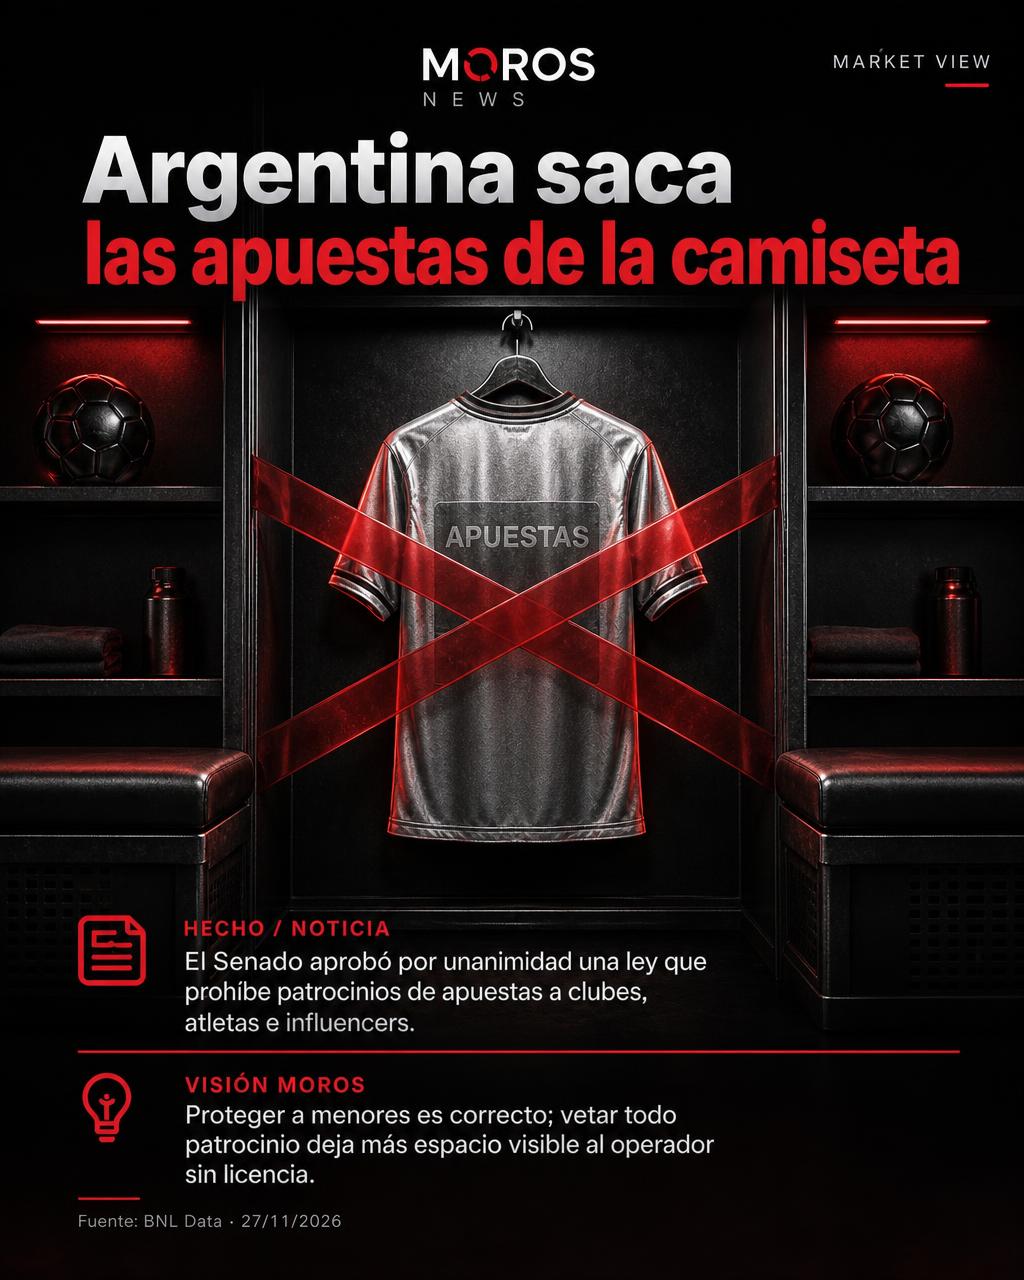 MOROS
NEWS
MARKET VIEW
Argentina saca
las apuestas de la camiseta
APUESTAS
HECHO / NOTICIA
El Senado aprobó por unanimidad una ley que
prohíbe patrocinios de apuestas a clubes,
atletas e influencers.
VISIÓN MOROS
Proteger a menores es correcto; vetar todo
patrocinio deja más espacio visible al operador
sin licencia.
Fuente: BNL Data · 27/11/2026